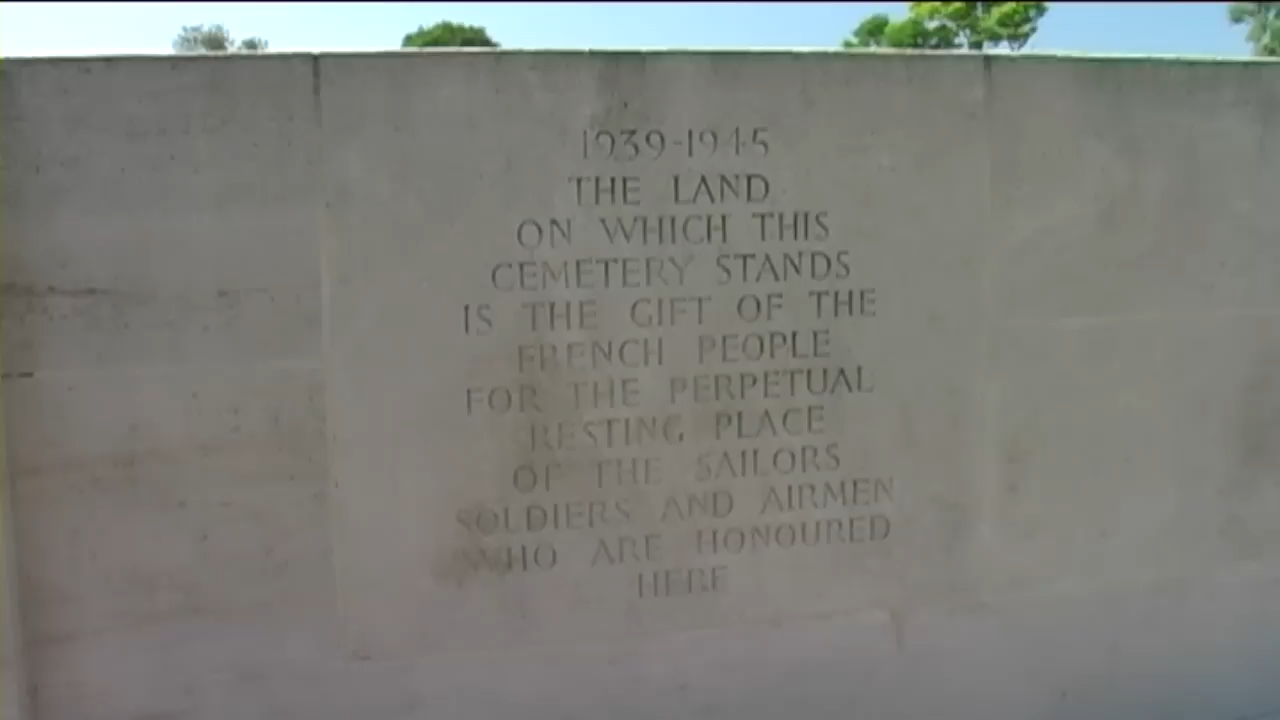 1939-1945
THE LAND
ON WHICH THIS
CEMETERY STANDS
IS THE GIFT OF THE
FRENCH PEOPLE
FOR THE PERPETUAL
RESTING PLACE
OF THE SAILORS
SOLDIERS AND AIRMEN
WHO ARE HONOURED
HERE